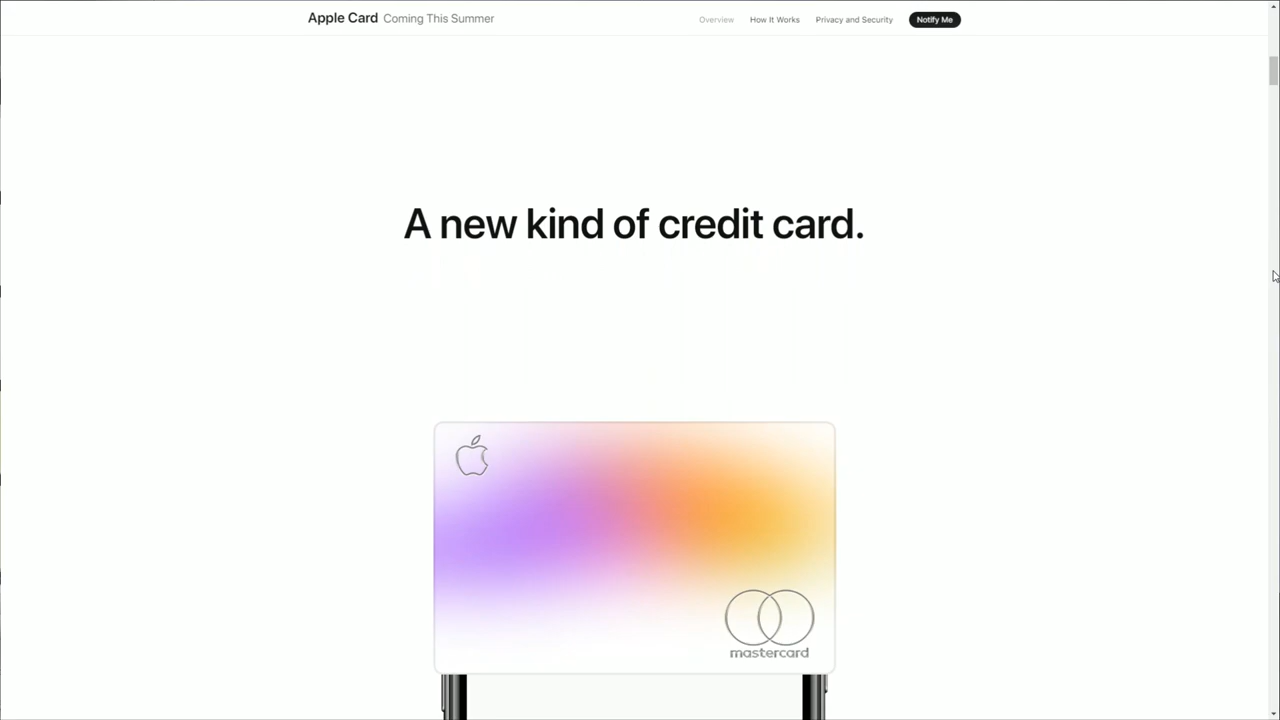 Apple Card Coming This Summer
Overview How It Works Privacy and Security Notify Me
A new kind of credit card.
mastercard